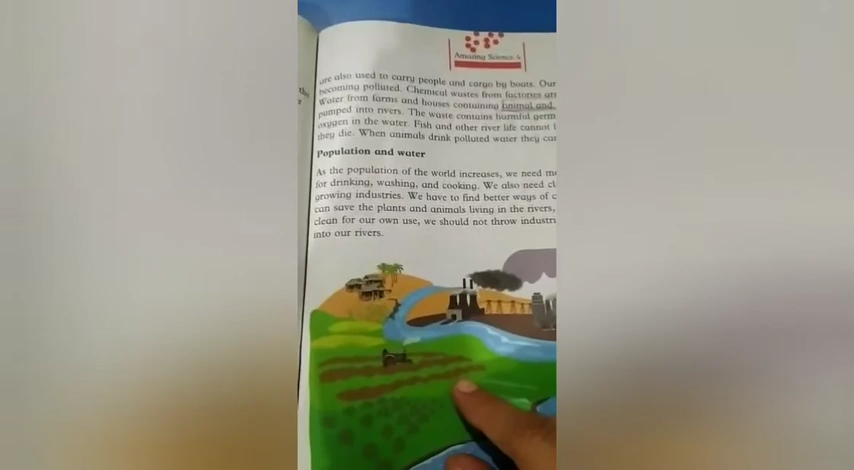 Amazing Science 4
are also used to carry people and cargo by boats. Our
becoming polluted. Chemical wastes from factories are
Water from farms and houses containing animal and
pumped into rivers. The waste contains harmful germ
oxygen in the water. Fish and other river life cannot
they die. When animals drink polluted water they can
Population and water
As the population of the world increases, we need
for drinking, washing, and cooking. We also need
growing industries. We have to find better ways of
can save the plants and animals living in the rivers,
clean for our own use, we should not throw
into our rivers.